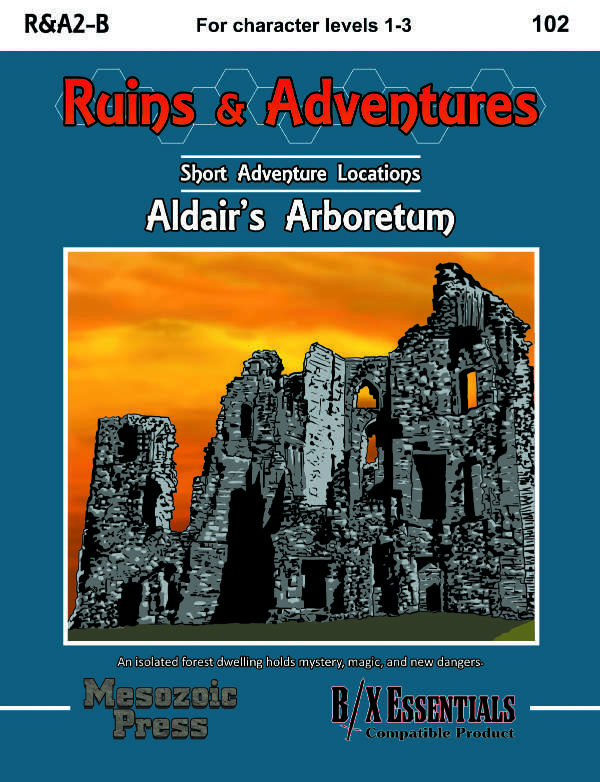 R&A2-B
For character levels 1-3
102
Ruins & Adventures
Short Adventure Locations
Aldair's Arboretum
An isolated forest dwelling holds mystery, magic, and new dangers.
Mesozoic
Press
B/X ESSENTIALS
Compatible Product